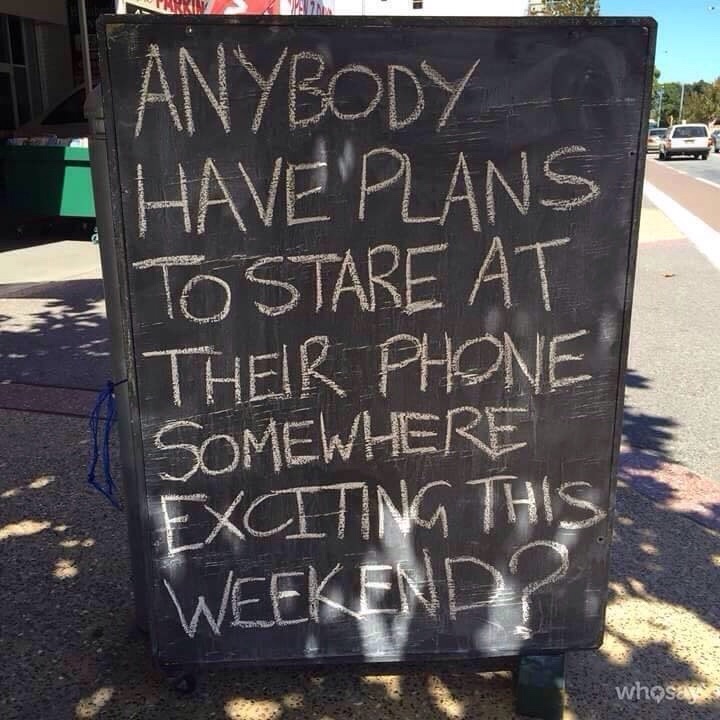 ANYBODY
HAVE PLANS
TO STARE AT
THEIR PHONE
SOMEWHERE
EXCITING THIS
WEEKEND?
whosay